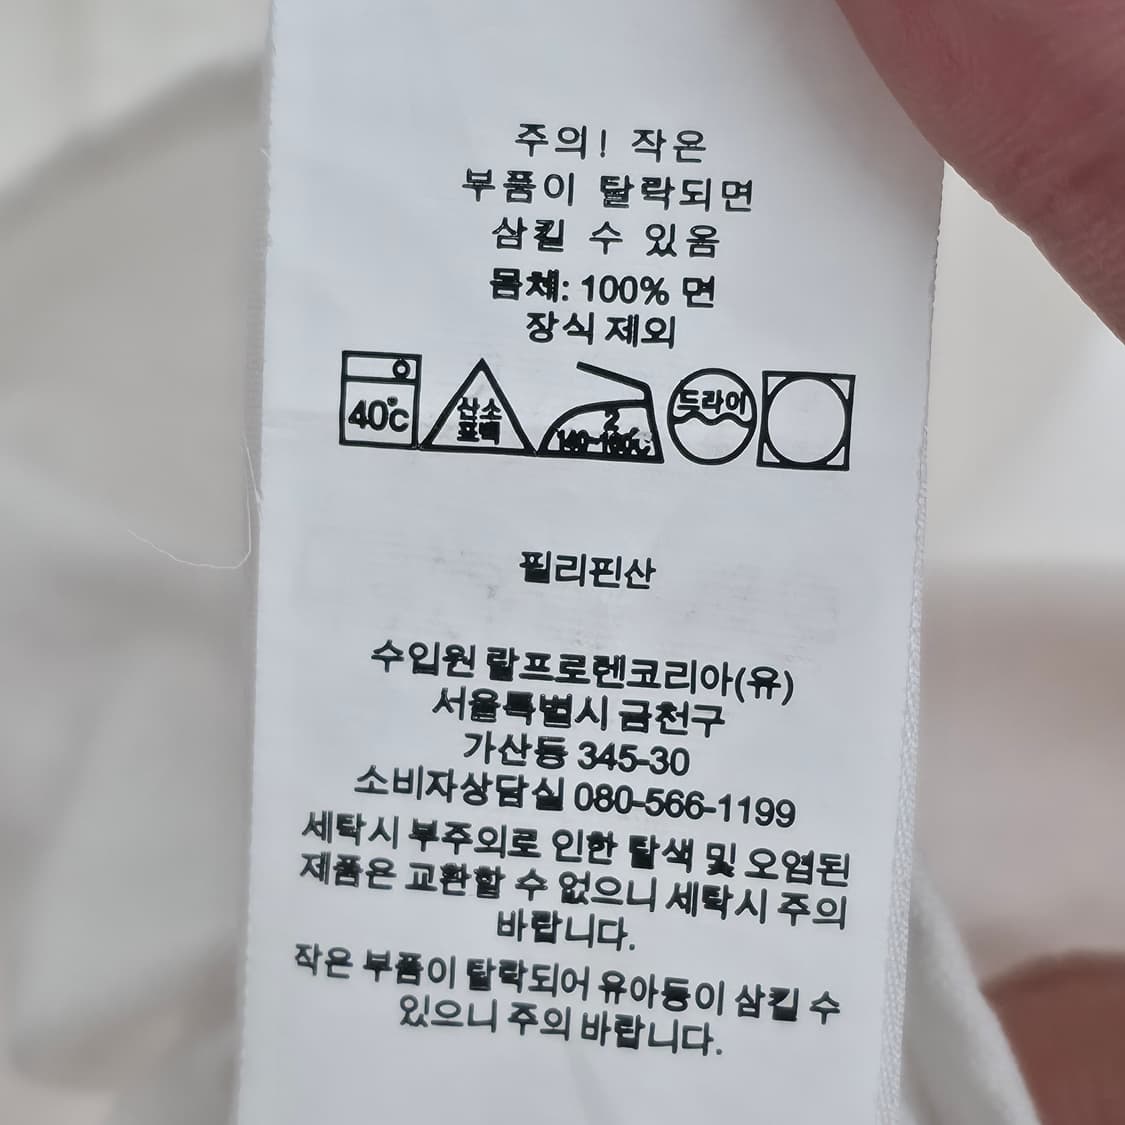 주의! 작은
부품이 탈락되면
삼킬 수 있음
몸체: 100% 면
장식 제외
40°C 산소 드라이
표백 2
140~160℃
필리핀산
수입원 랄프로렌코리아(유)
서울특별시 금천구
가산동 345-30
소비자상담실 080-566-1199
세탁시 부주의로 인한 탈색 및 오염된
제품은 교환할 수 없으니 세탁시 주의
바랍니다.
작은 부품이 탈락되어 유아등이 삼킬 수
있으니 주의 바랍니다.